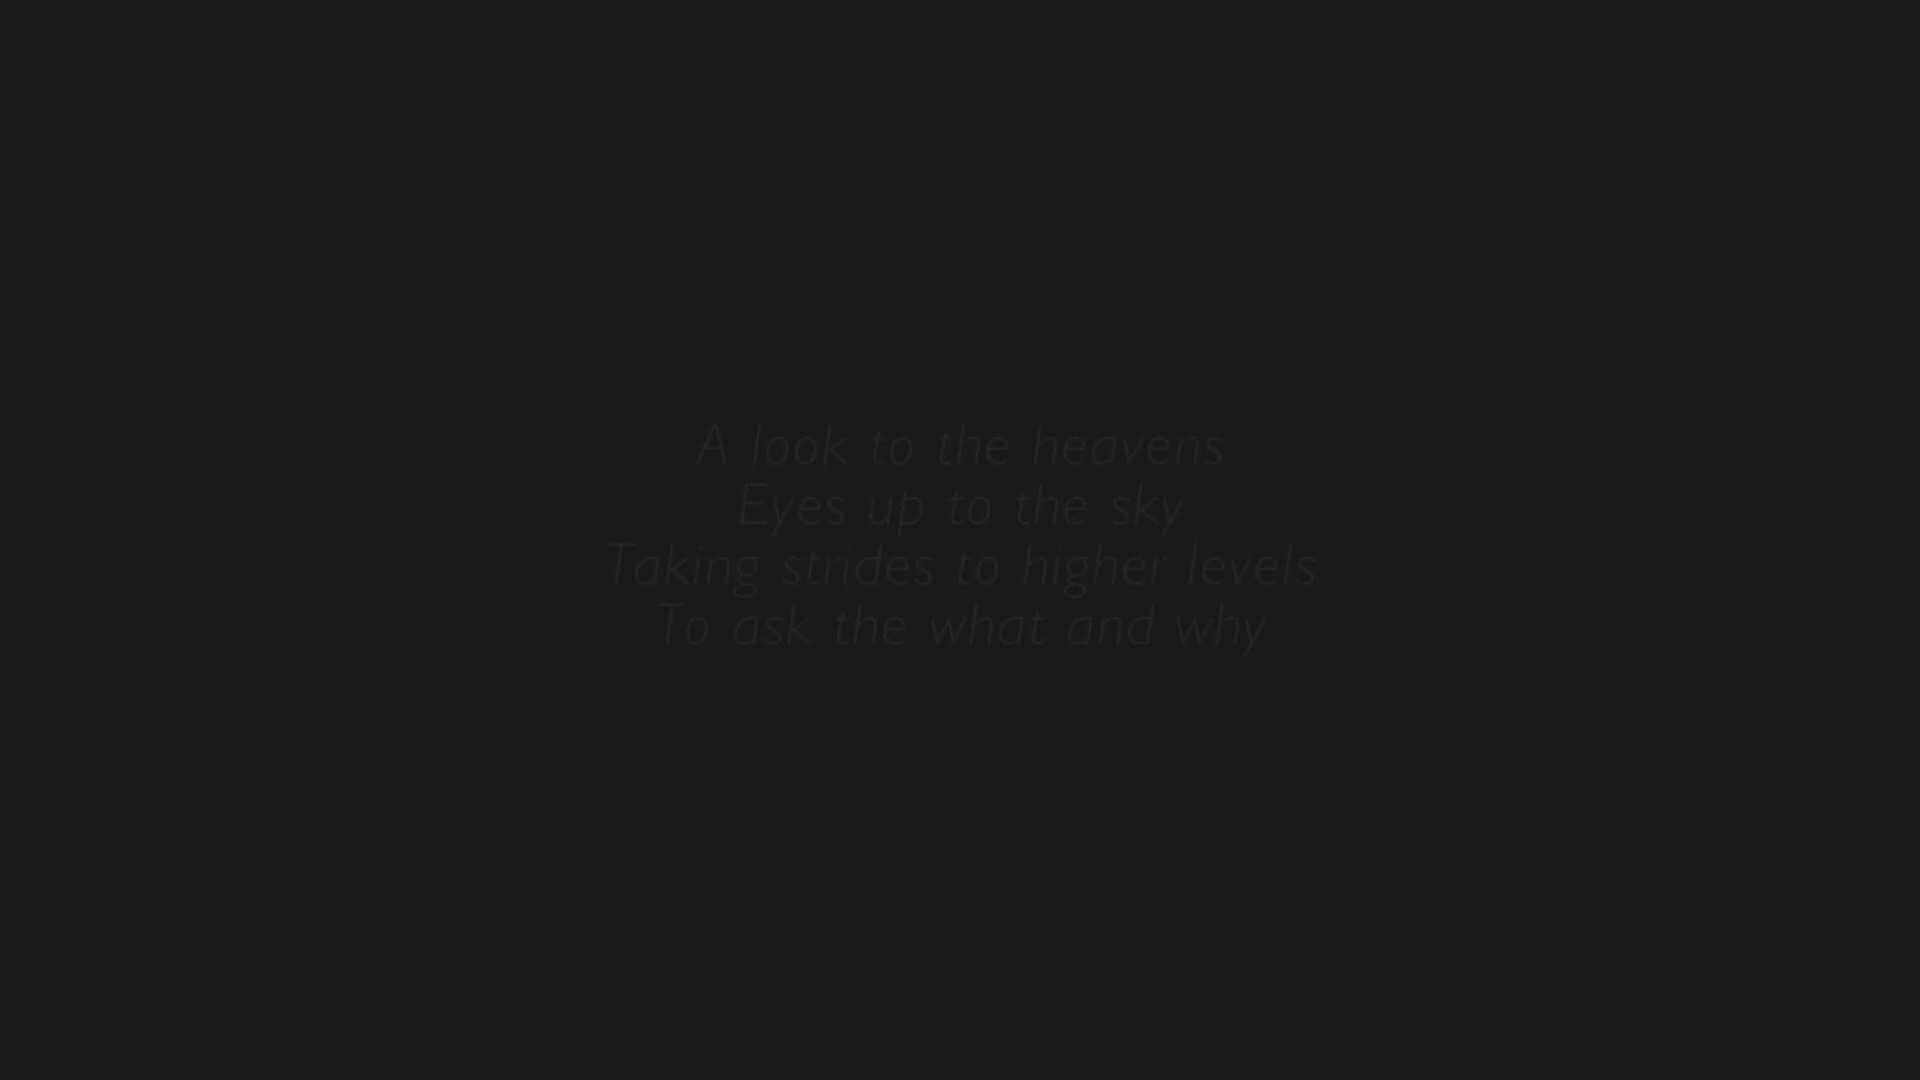 A look to the heavens
Eyes up to the sky
Taking strides to higher levels
To ask the what and why